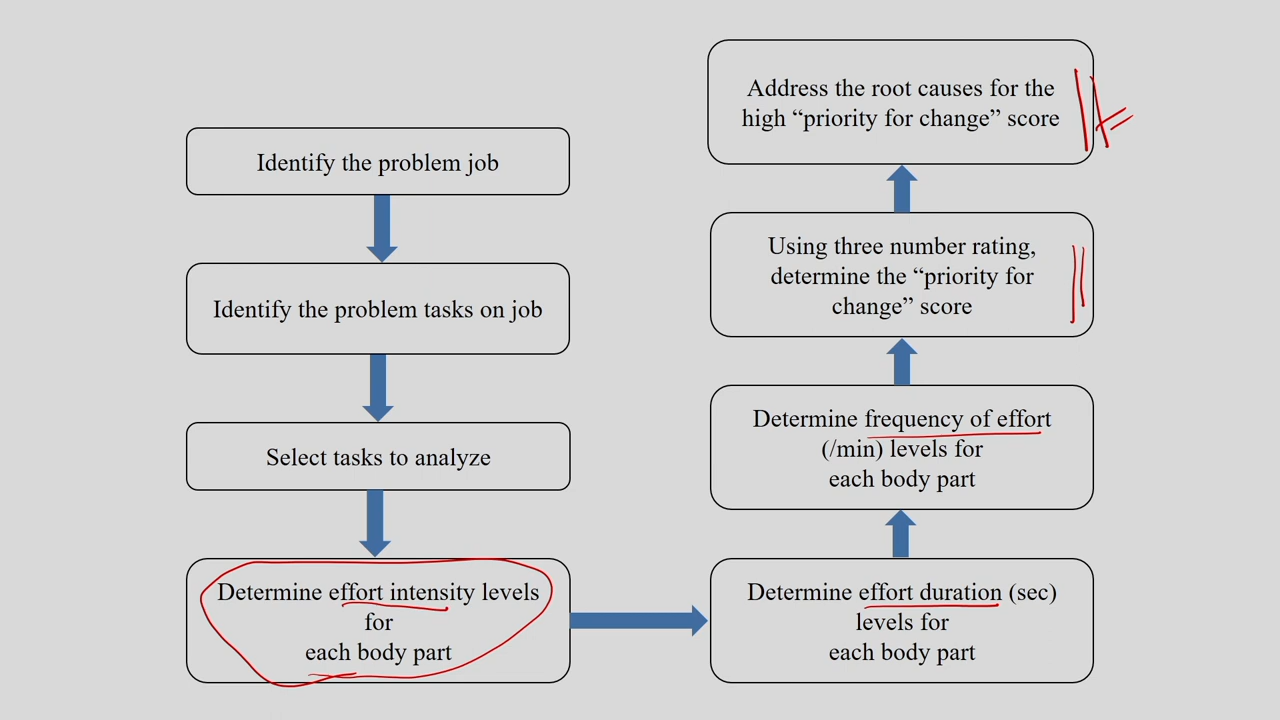 Identify the problem job
Identify the problem tasks on job
Select tasks to analyze
Determine effort intensity levels
for
each body part
Determine effort duration (sec)
levels for
each body part
Determine frequency of effort
(/min) levels for
each body part
Using three number rating,
determine the “priority for
change” score
Address the root causes for the
high “priority for change” score